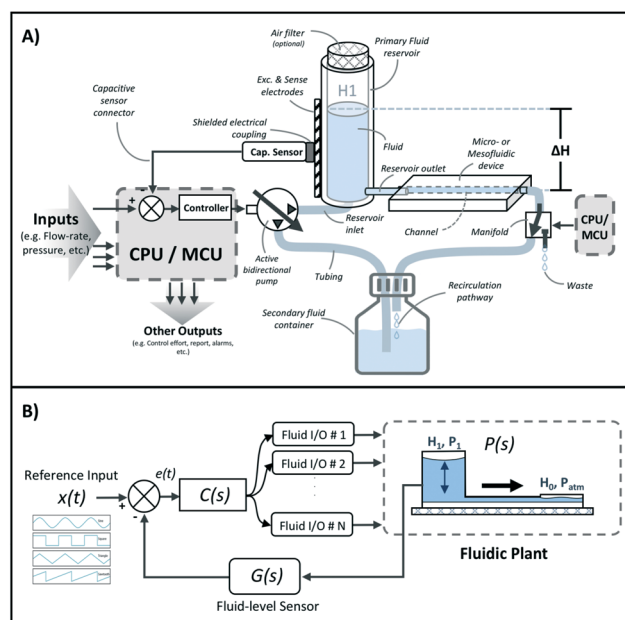 A)
Air filter
(optional)
Primary Fluid
reservoir
Exc. & Sense
electrodes
H1
Capacitive
sensor
connector
Shielded electrical
coupling
Fluid
Micro- or
Mesofluidic
device
ΔH
Cap. Sensor
Reservoir outlet
-
+
Controller
Inputs
(e.g. Flow-rate,
pressure, etc.)
CPU / MCU
Reservoir
inlet
Channel
Manifold
CPU/
MCU
Active
bidirectional
pump
Tubing
Recirculation
pathway
Waste
Secondary fluid
container
Other Outputs
(e.g. Control effort, report, alarms,
etc.)
B)
Fluid I/O # 1
H1, P1
P(s)
Reference Input
e(t)
Fluid I/O # 2
x(t)
C(s)
H0, Patm
+
-
Fluid I/O # N
Fluidic Plant
G(s)
Fluid-level Sensor